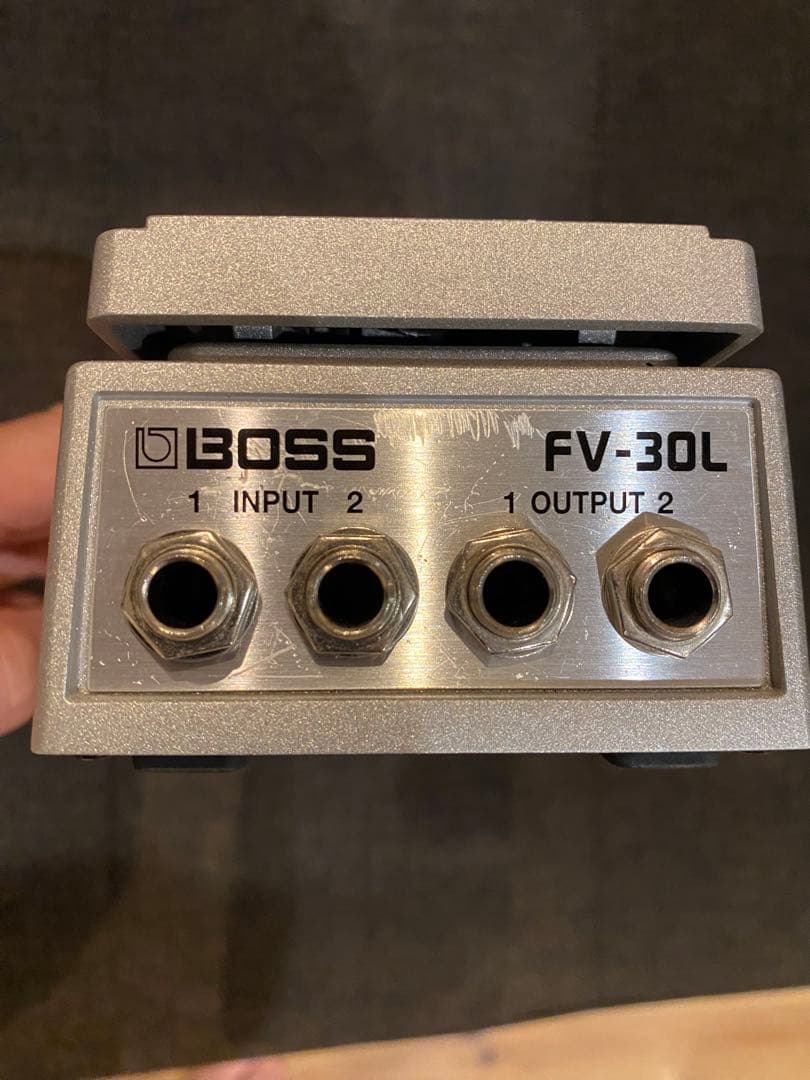 BOSS FV-30L
1 INPUT 2 1 OUTPUT 2